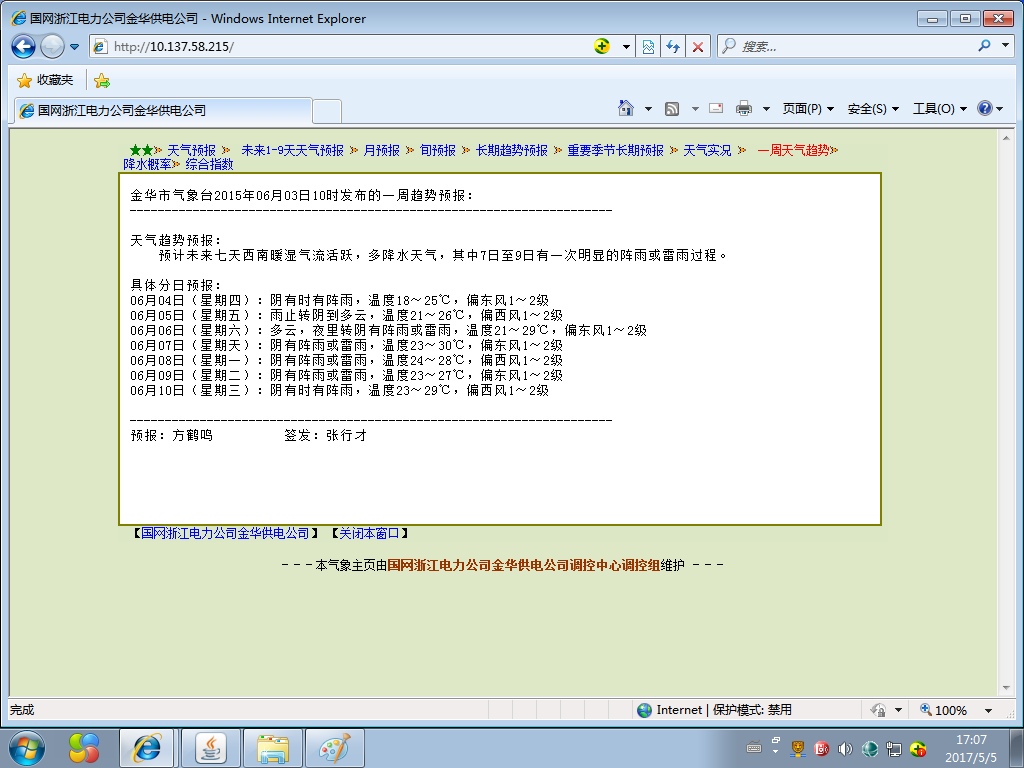 国网浙江电力公司金华供电公司 - Windows Internet Explorer
http://10.137.58.215/
搜索...
收藏夹
国网浙江电力公司金华供电公司
页面(P) 安全(S) 工具(O)
★★ 天气预报 未来1-9天天气预报 月预报 旬预报 长期趋势预报 重要季节长期预报 天气实况 一周天气趋势
降水概率 综合指数
金华市气象台2015年06月03日10时发布的一周趋势预报：
---------------------------------------------------------------------
天气趋势预报：
预计未来七天西南暖湿气流活跃，多降水天气，其中7日至9日有一次明显的阵雨或雷雨过程。
具体分日预报：
06月04日（星期四）：阴有时有阵雨，温度18～25℃，偏东风1～2级
06月05日（星期五）：雨止转阴到多云，温度21～26℃，偏西风1～2级
06月06日（星期六）：多云，夜里转阴有阵雨或雷雨，温度21～29℃，偏东风1～2级
06月07日（星期天）：阴有阵雨或雷雨，温度23～30℃，偏东风1～2级
06月08日（星期一）：阴有阵雨或雷雨，温度24～28℃，偏西风1～2级
06月09日（星期二）：阴有阵雨或雷雨，温度23～27℃，偏东风1～2级
06月10日（星期三）：阴有时有阵雨，温度23～29℃，偏西风1～2级
---------------------------------------------------------------------
预报：方鹤鸣 签发：张行才
【国网浙江电力公司金华供电公司】 【关闭本窗口】
- - - 本气象主页由国网浙江电力公司金华供电公司调控中心调控组维护 - - -
完成
Internet | 保护模式: 禁用
100%
17:07
2017/5/5